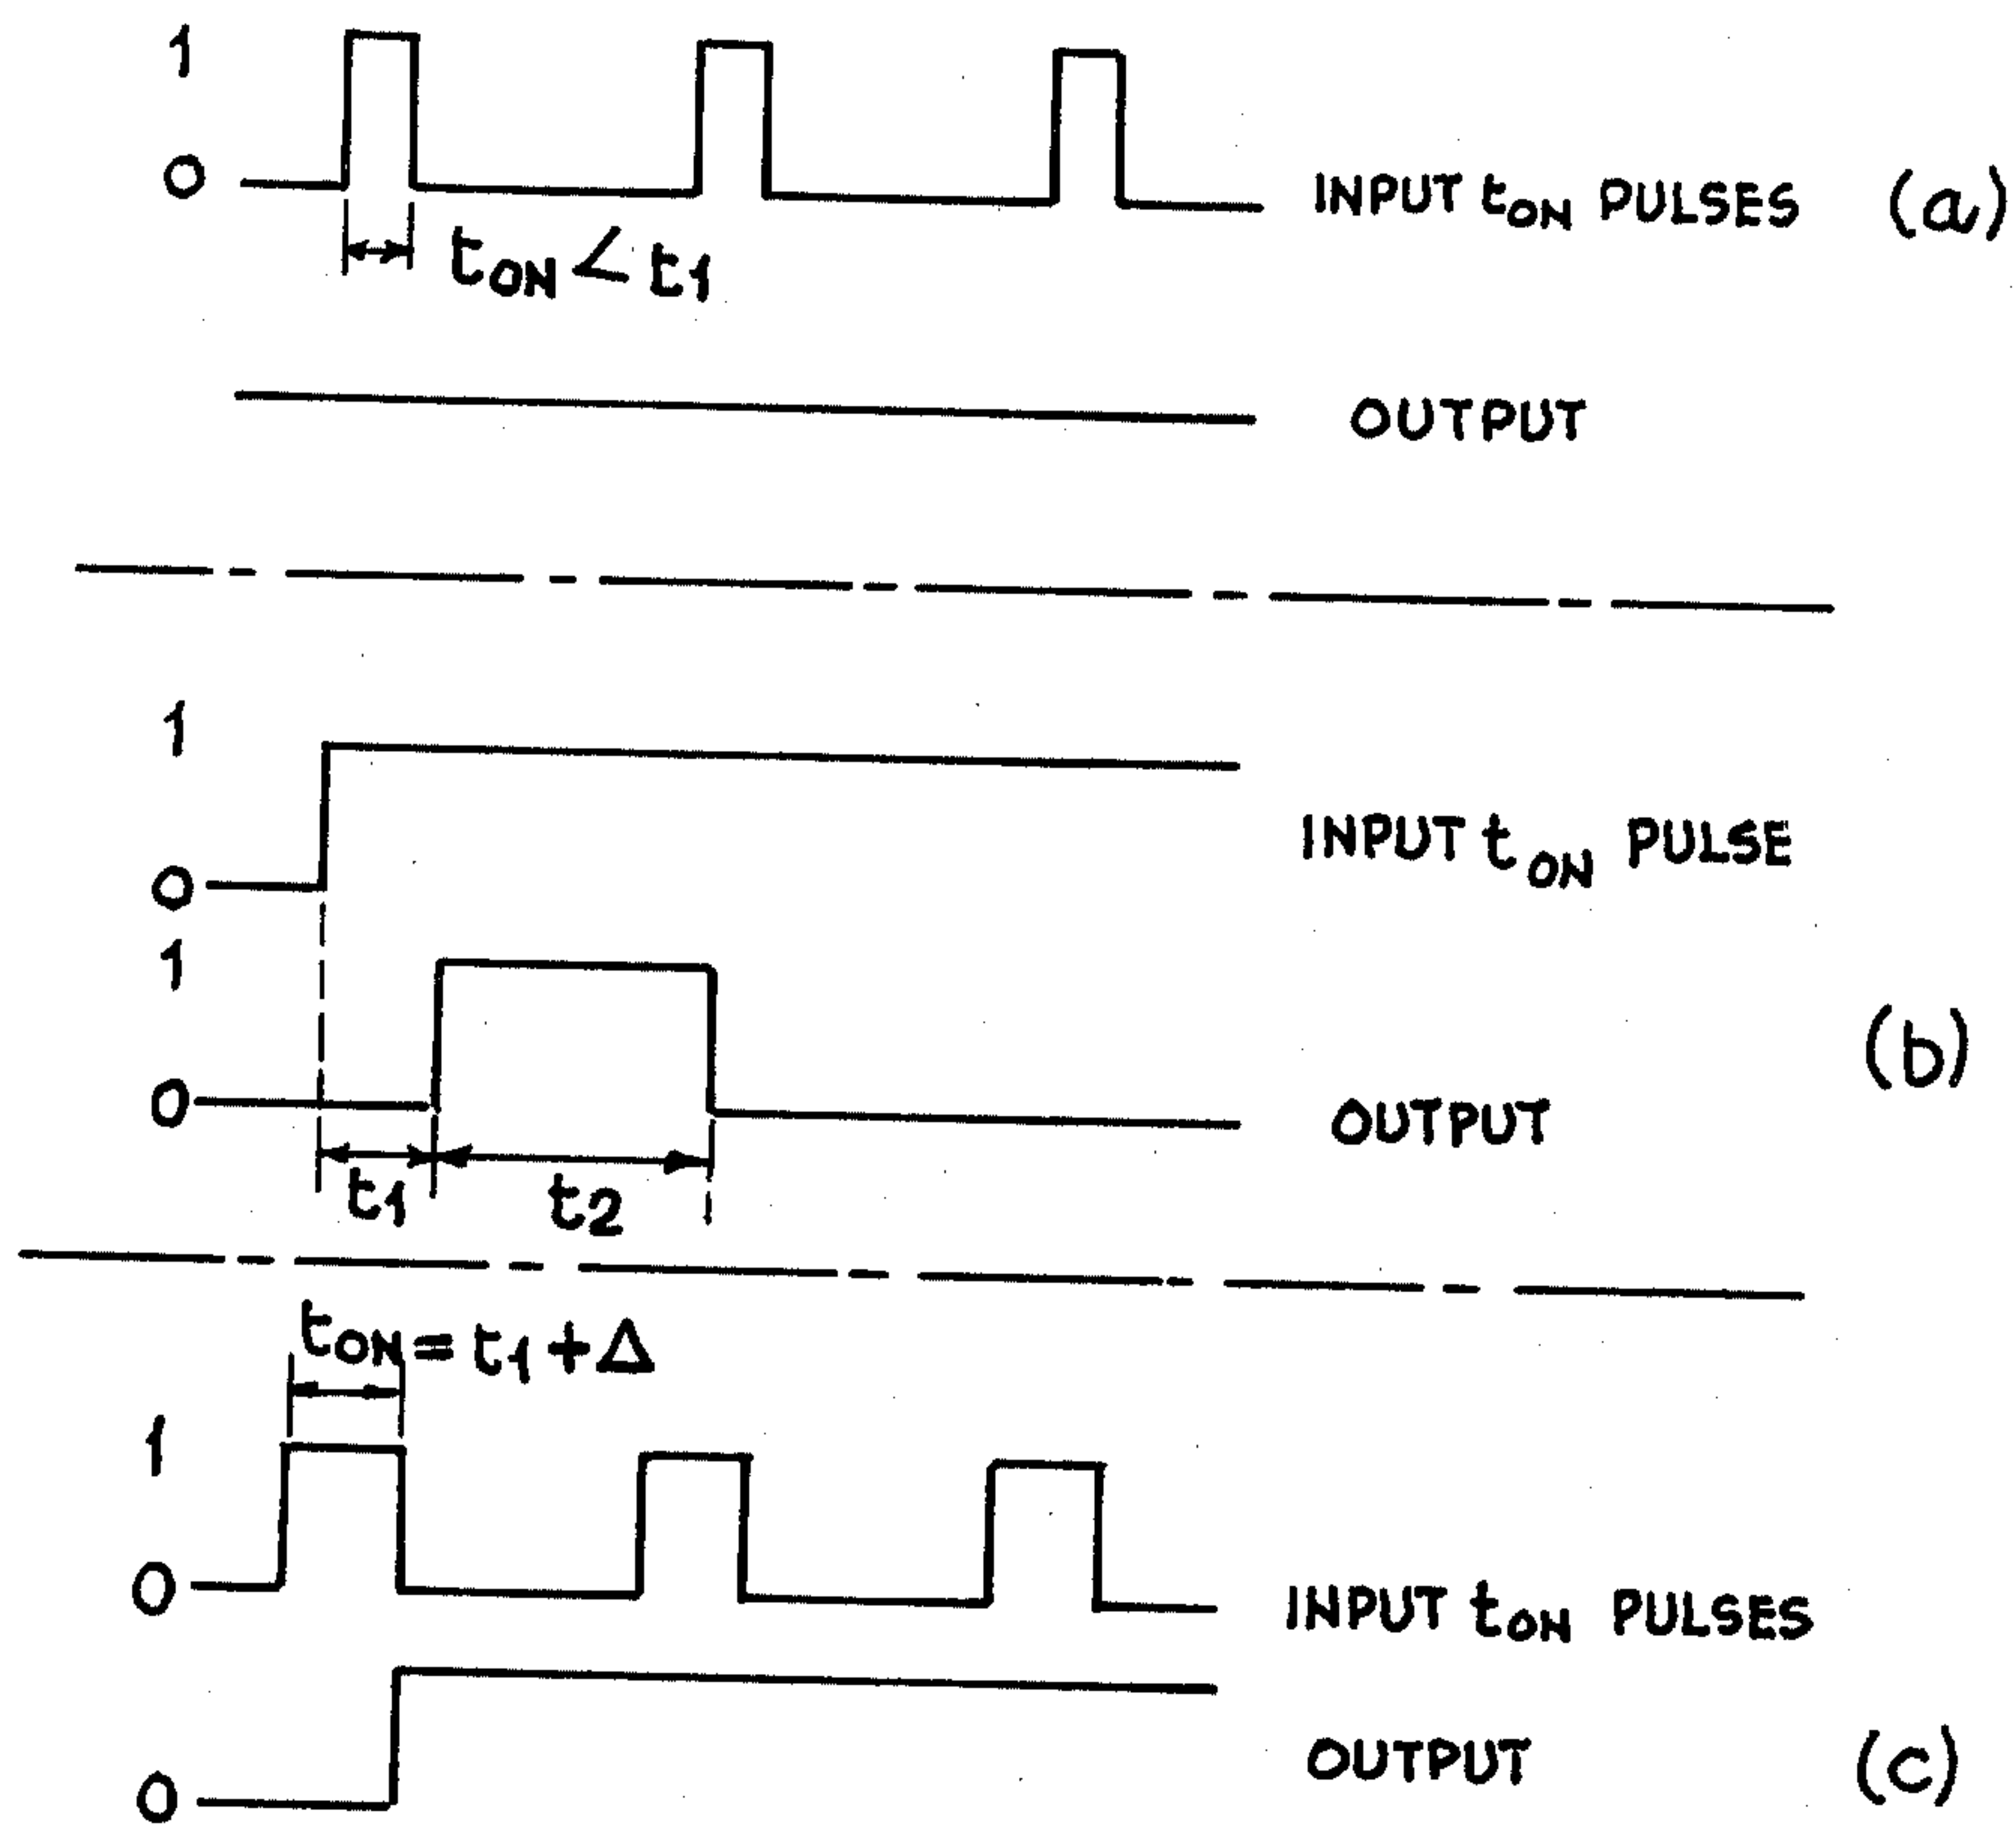 1
0
INPUT tON PULSES (a)
tON < t1
OUTPUT
1
0
INPUT tON PULSE
1
0
(b)
OUTPUT
t1 t2
tON = t1 + Δ
1
0
INPUT tON PULSES
OUTPUT (c)
0